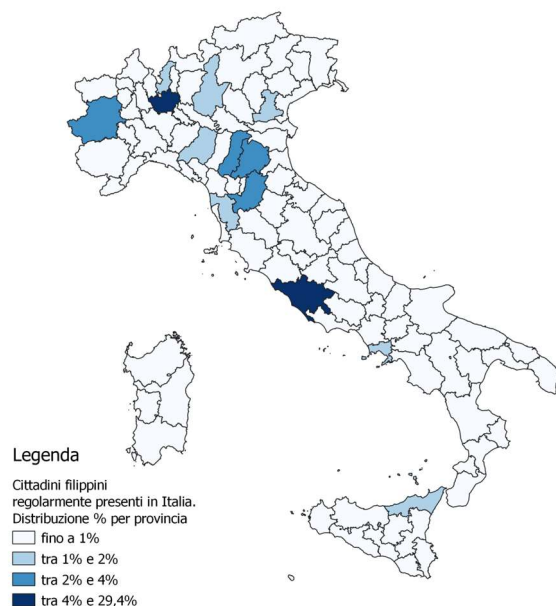 Legenda
Cittadini filippini
regolarmente presenti in Italia.
Distribuzione % per provincia
fino a 1%
tra 1% e 2%
tra 2% e 4%
tra 4% e 29,4%